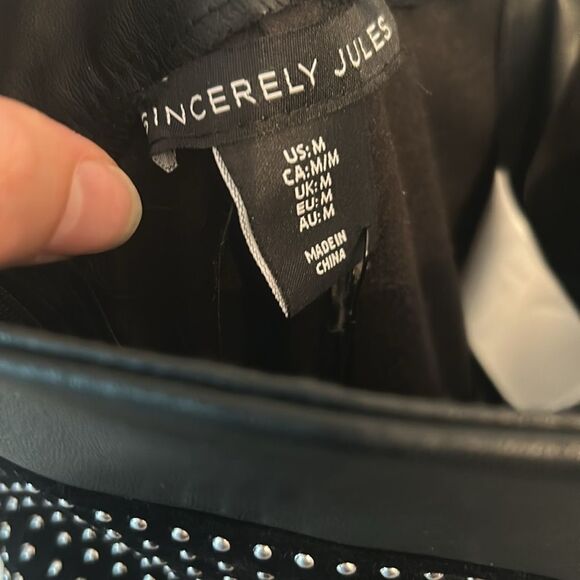 SINCERELY JULES
US:M
CA:M/M
UK:M
EU:M
AU:M
MADE IN
CHINA